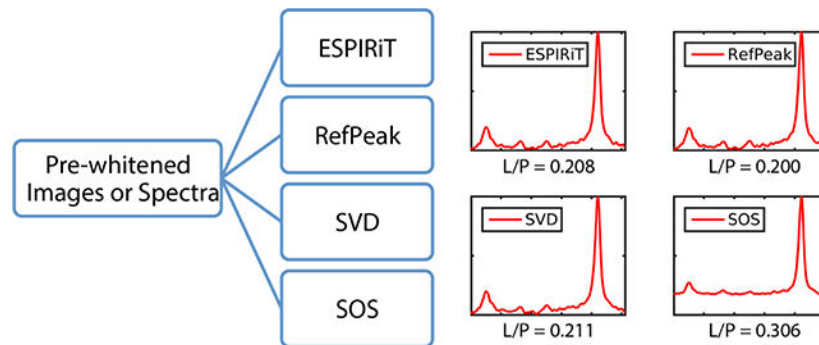 Pre-whitened
Images or Spectra
ESPIRiT
RefPeak
SVD
SOS
ESPIRiT
L/P = 0.208
RefPeak
L/P = 0.200
SVD
L/P = 0.211
SOS
L/P = 0.306